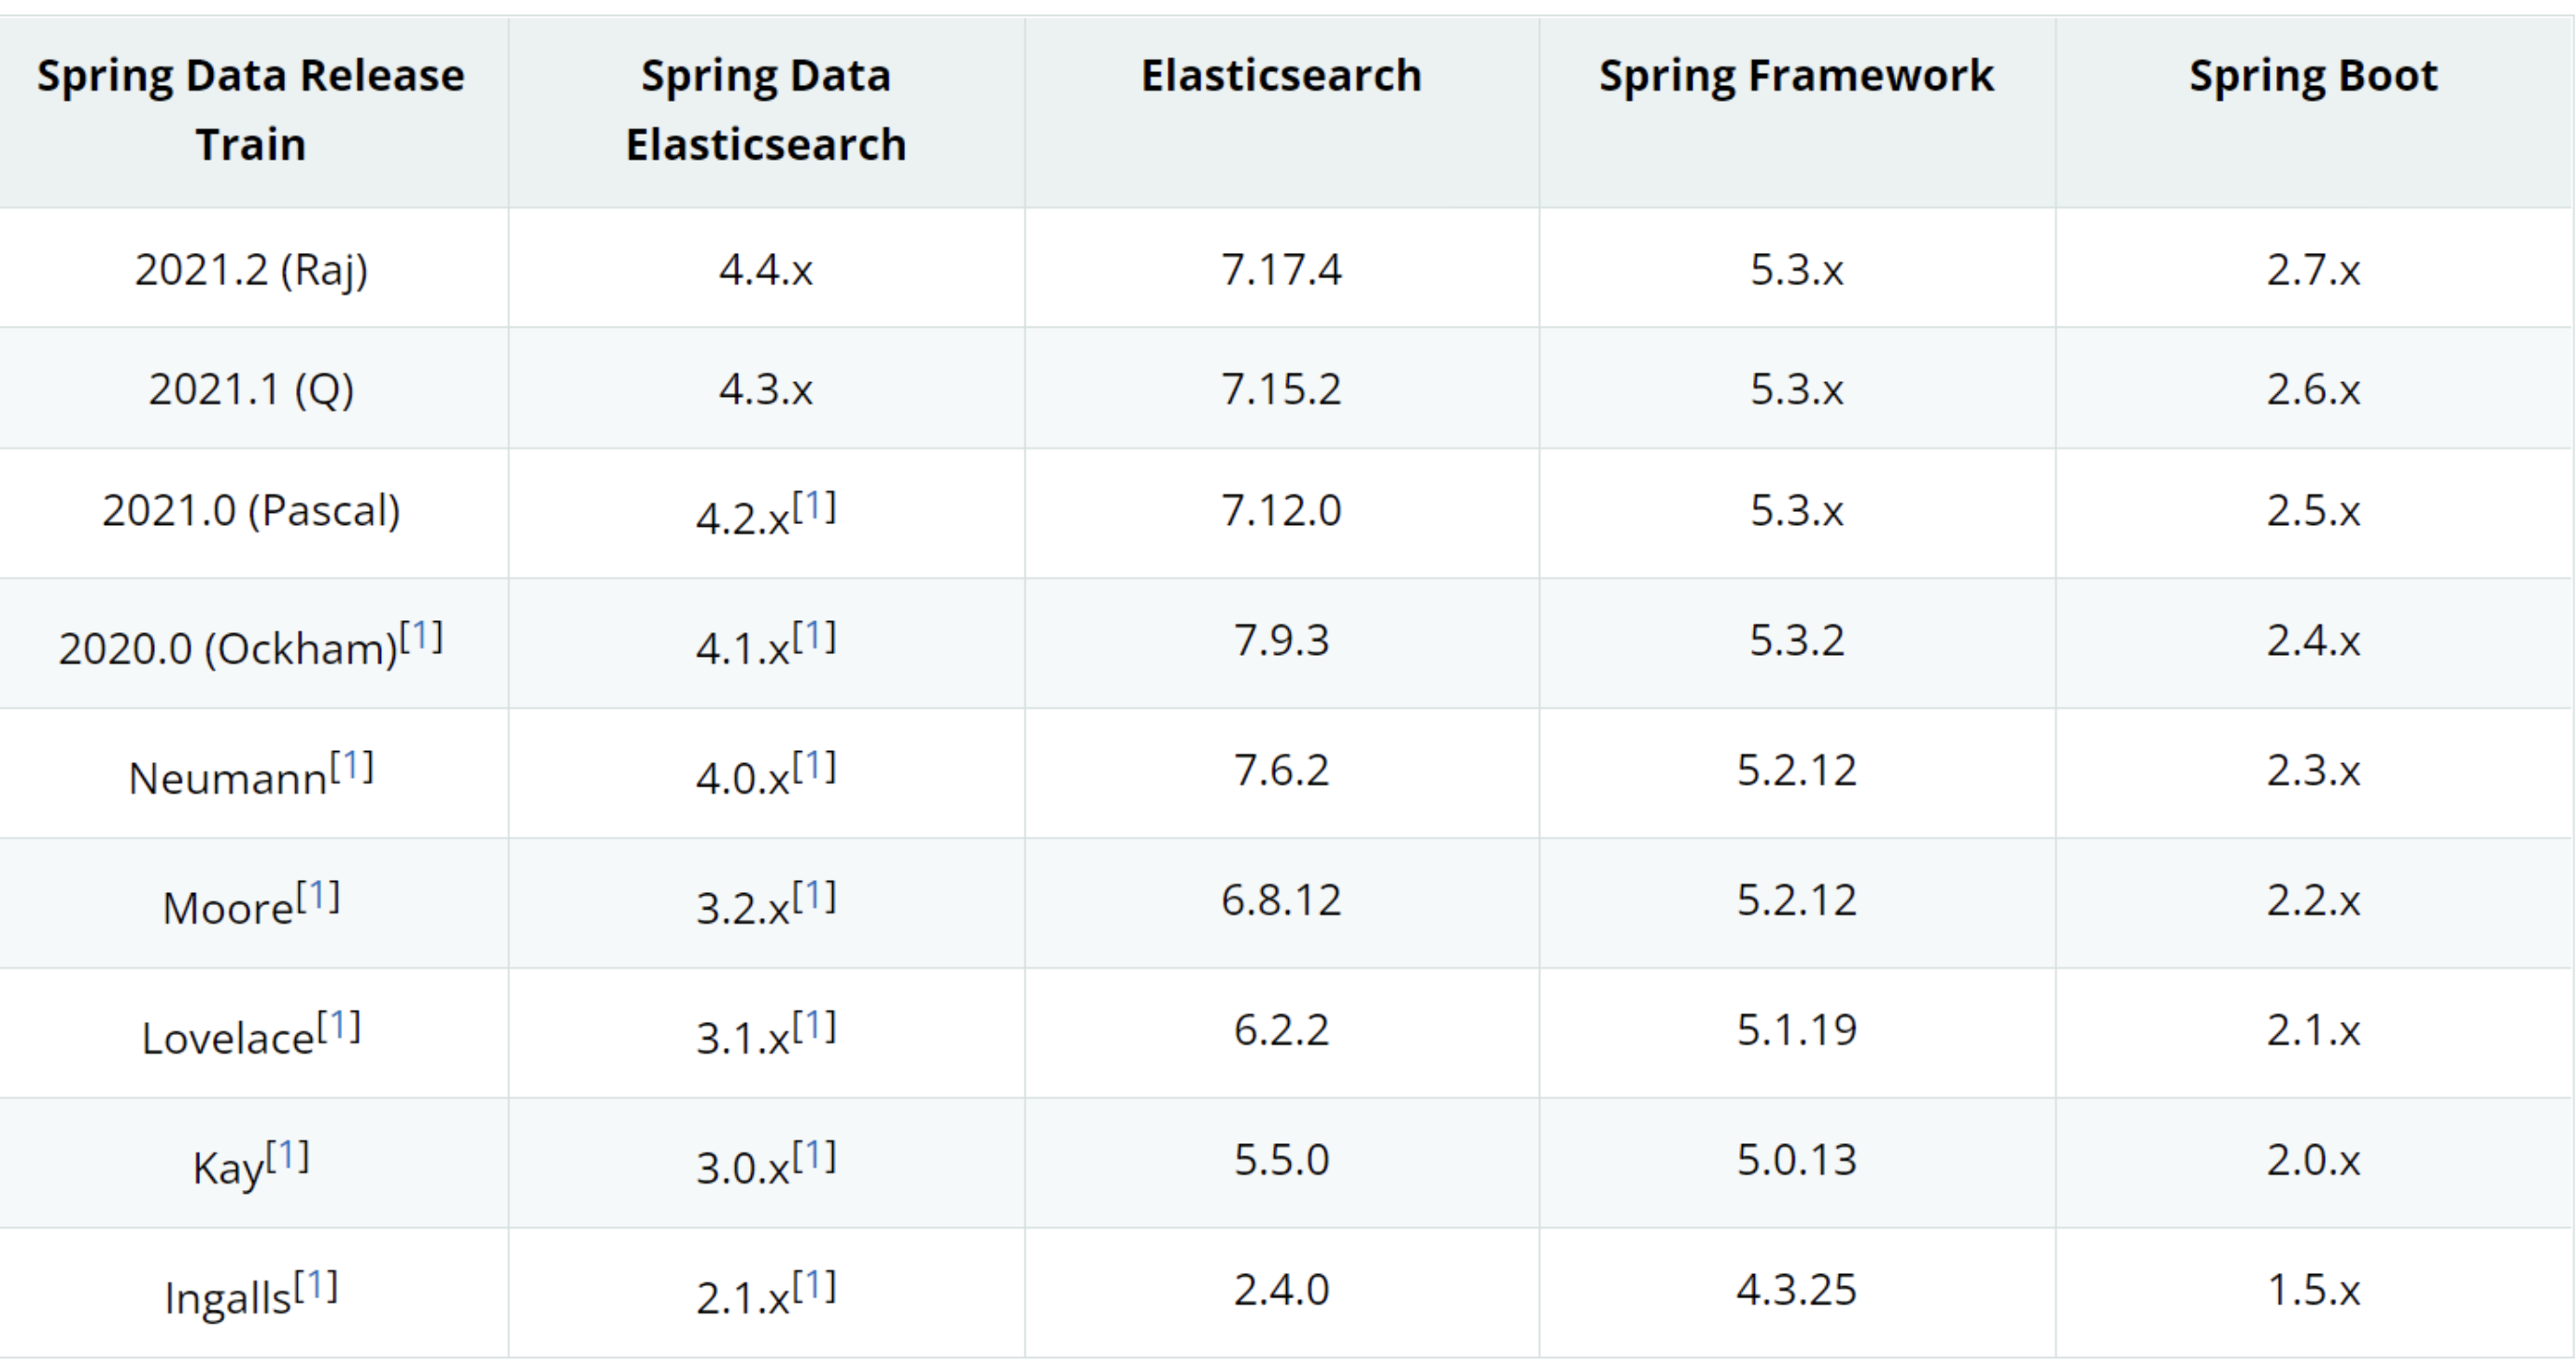 Spring Data Release Train | Spring Data Elasticsearch | Elasticsearch | Spring Framework | Spring Boot
2021.2 (Raj) | 4.4.x | 7.17.4 | 5.3.x | 2.7.x
2021.1 (Q) | 4.3.x | 7.15.2 | 5.3.x | 2.6.x
2021.0 (Pascal) | 4.2.x[1] | 7.12.0 | 5.3.x | 2.5.x
2020.0 (Ockham)[1] | 4.1.x[1] | 7.9.3 | 5.3.2 | 2.4.x
Neumann[1] | 4.0.x[1] | 7.6.2 | 5.2.12 | 2.3.x
Moore[1] | 3.2.x[1] | 6.8.12 | 5.2.12 | 2.2.x
Lovelace[1] | 3.1.x[1] | 6.2.2 | 5.1.19 | 2.1.x
Kay[1] | 3.0.x[1] | 5.5.0 | 5.0.13 | 2.0.x
Ingalls[1] | 2.1.x[1] | 2.4.0 | 4.3.25 | 1.5.x